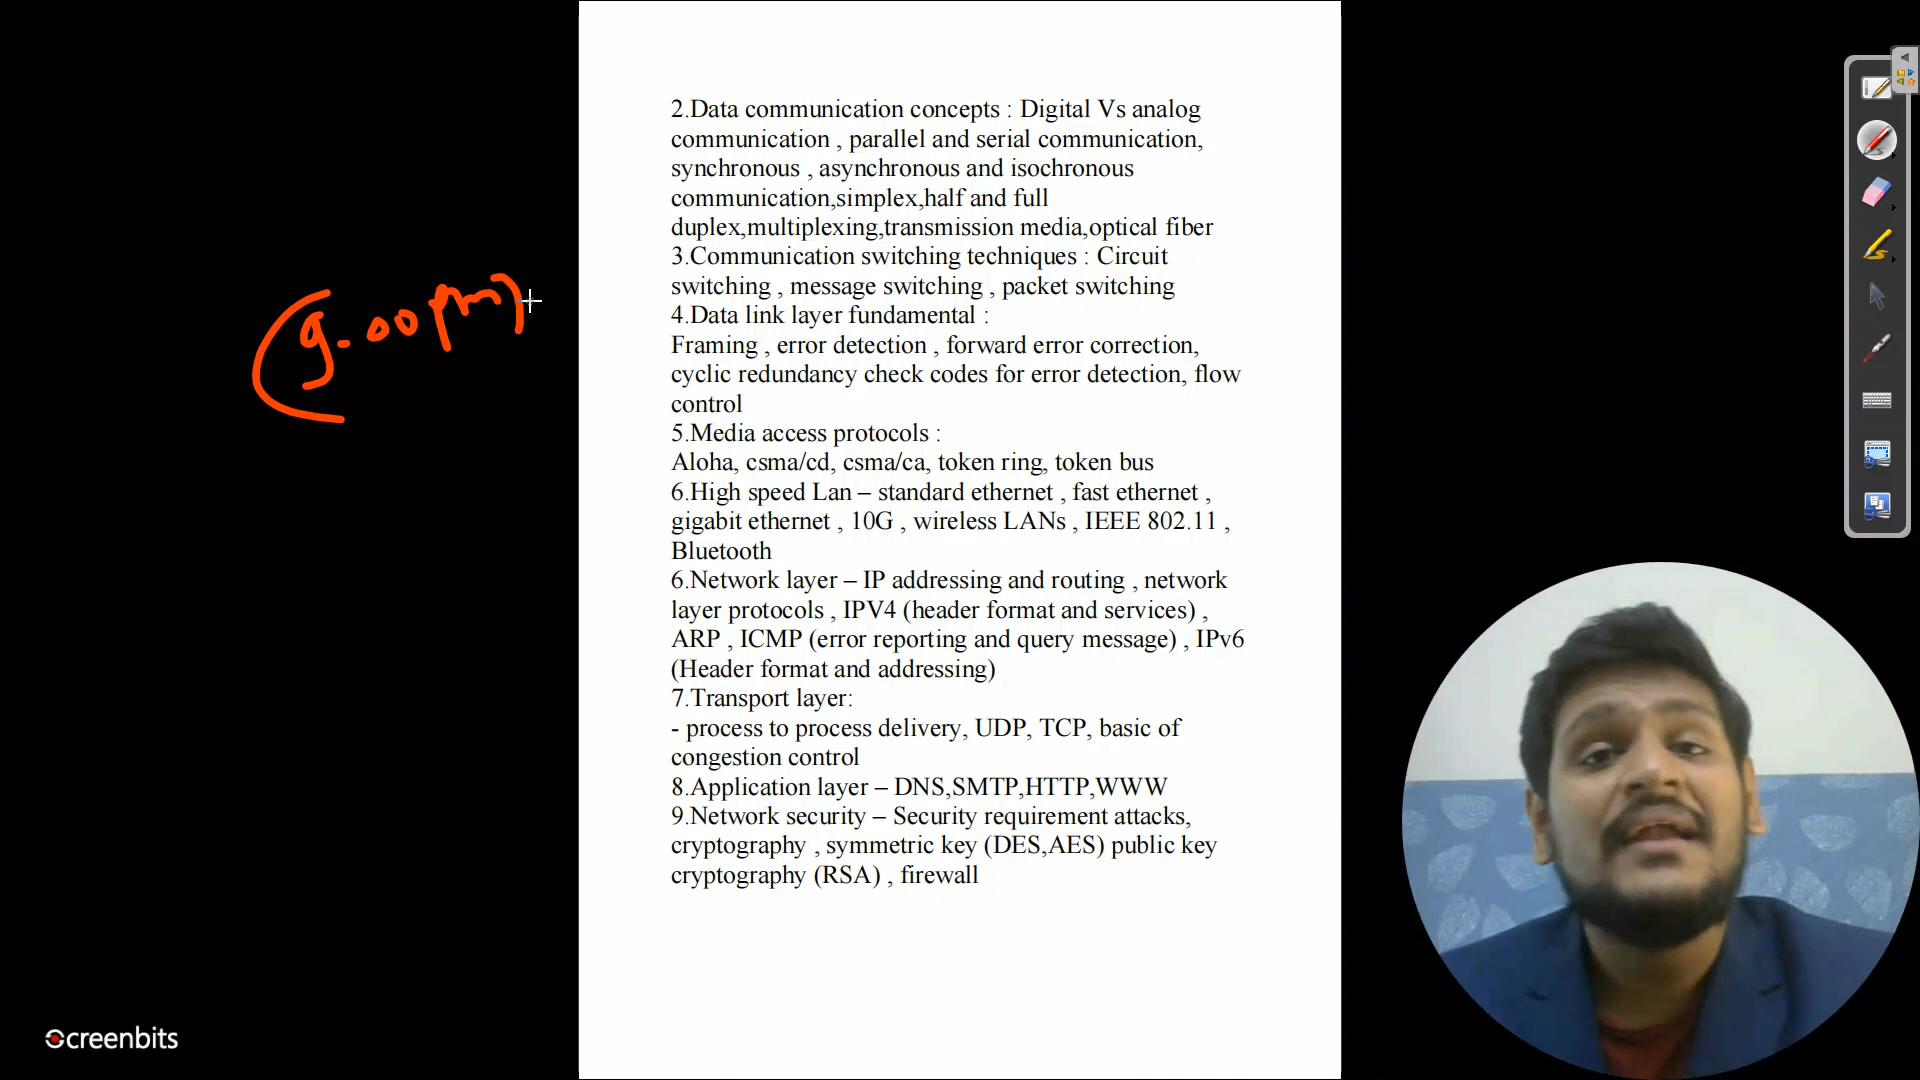 2.Data communication concepts : Digital Vs analog
communication , parallel and serial communication,
synchronous , asynchronous and isochronous
communication,simplex,half and full
duplex,multiplexing,transmission media,optical fiber
3.Communication switching techniques : Circuit
switching , message switching , packet switching
4.Data link layer fundamental :
Framing , error detection , forward error correction,
cyclic redundancy check codes for error detection, flow
control
5.Media access protocols :
Aloha, csma/cd, csma/ca, token ring, token bus
6.High speed Lan – standard ethernet , fast ethernet ,
gigabit ethernet , 10G , wireless LANs , IEEE 802.11 ,
Bluetooth
6.Network layer – IP addressing and routing , network
layer protocols , IPV4 (header format and services) ,
ARP , ICMP (error reporting and query message) , IPv6
(Header format and addressing)
7.Transport layer:
- process to process delivery, UDP, TCP, basic of
congestion control
8.Application layer – DNS,SMTP,HTTP,WWW
9.Network security – Security requirement attacks,
cryptography , symmetric key (DES,AES) public key
cryptography (RSA) , firewall
(9.00pm)
Screenbits